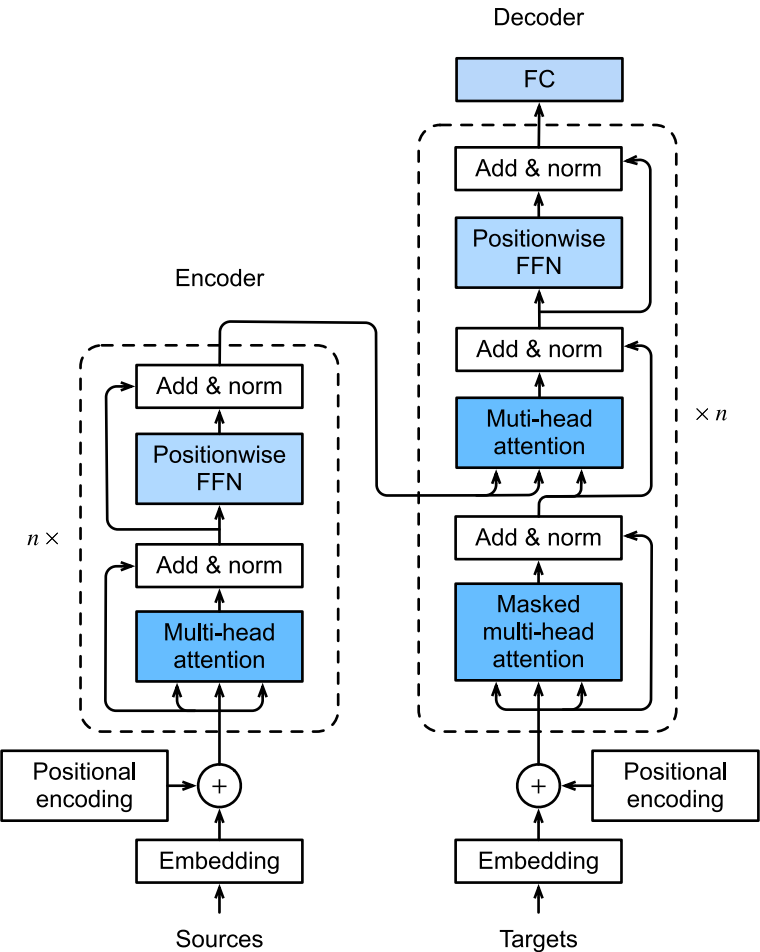 Decoder
FC
Add & norm
Positionwise
FFN
Add & norm
Muti-head
attention
× n
Add & norm
Masked
multi-head
attention
Positional
encoding
+
Embedding
Targets
Encoder
Add & norm
Positionwise
FFN
n ×
Add & norm
Multi-head
attention
Positional
encoding
+
Embedding
Sources